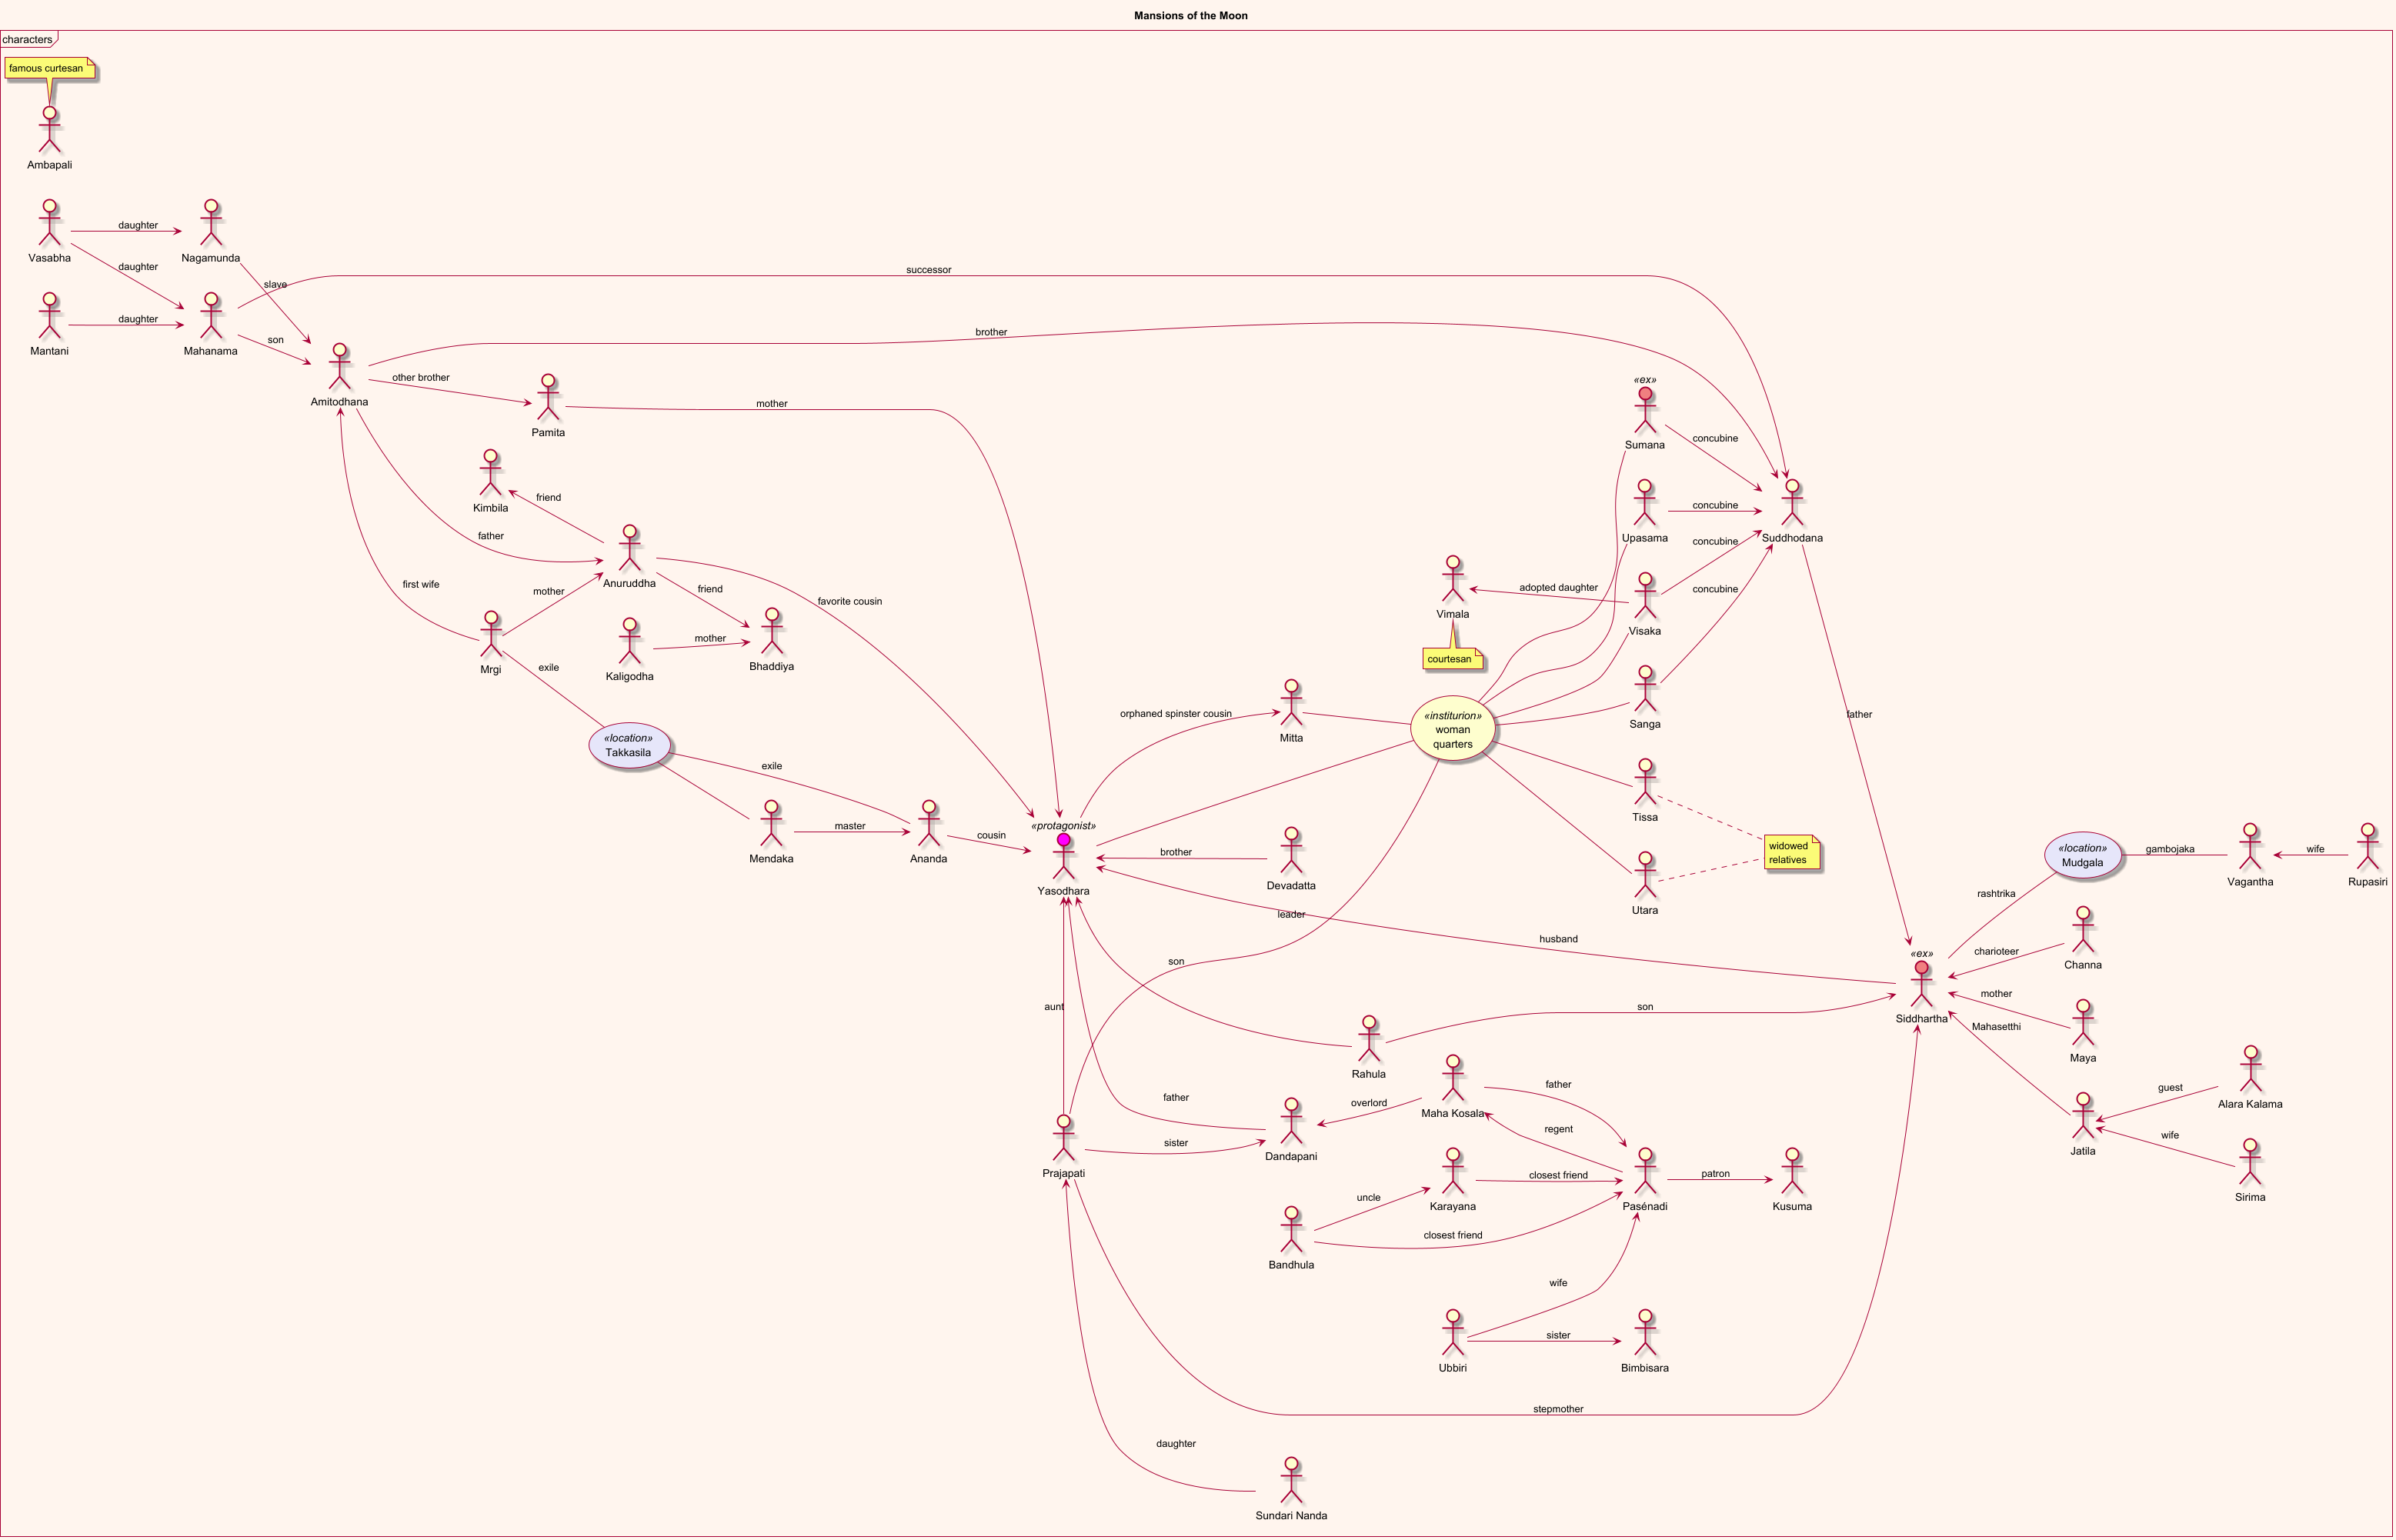 Mansions of the Moon
characters
famous curtesan
Ambapali
daughter
Vasabha
Nagamunda
daughter
successor
slave
daughter
Mantani
Mahanama
son
brother
Amitodhana
other brother
Pamita
mother
«ex»
Sumana
concubine
Kimbila
friend
Upasama
concubine
Suddhodana
father
Anuruddha
concubine
first wife
mother
friend
favorite cousin
Vimala
adopted daughter
Visaka
concubine
courtesan
Mrgi
exile
Kaligodha
mother
Bhaddiya
orphaned spinster cousin
Mitta
«institurion»
woman
quarters
Sanga
father
«location»
Takkasila
exile
Mendaka
master
Ananda
cousin
«protagonist»
Yasodhara
brother
Devadatta
Tissa
widowed
relatives
Utara
leader
husband
«location»
Mudgala
gambojaka
Vagantha
wife
Rupasiri
rashtrika
charioteer
Channa
«ex»
Siddhartha
son
aunt
son
mother
Maya
Mahasetthi
Rahula
father
overlord
Maha Kosala
father
guest
Alara Kalama
Prajapati
sister
Dandapani
regent
Jatila
wife
Sirima
uncle
Karayana
closest friend
Pasénadi
patron
Kusuma
Bandhula
closest friend
wife
Ubbiri
sister
Bimbisara
stepmother
daughter
Sundari Nanda